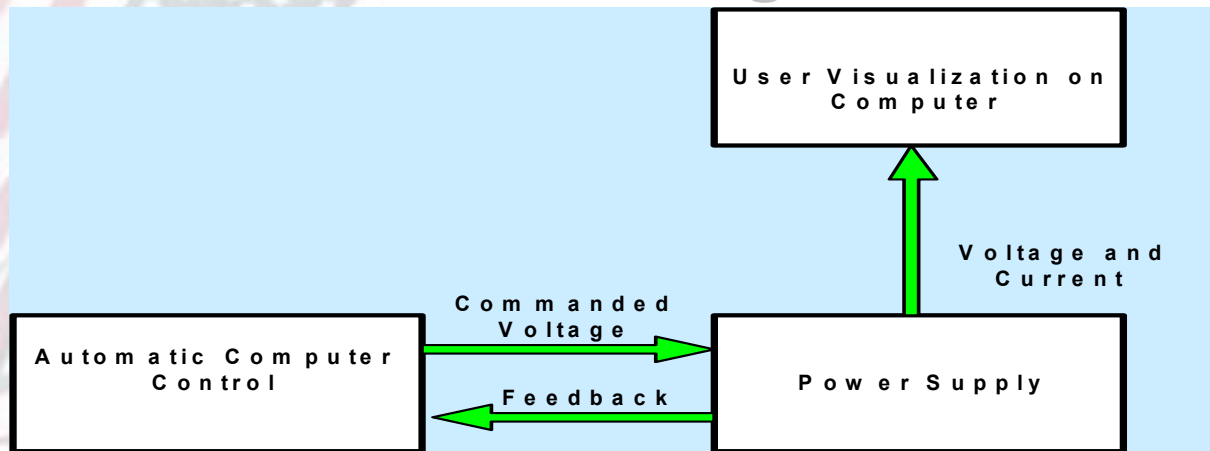 User Visualization on
Computer
Voltage and
Current
Commanded
Voltage
Automatic Computer
Control
Feedback
Power Supply